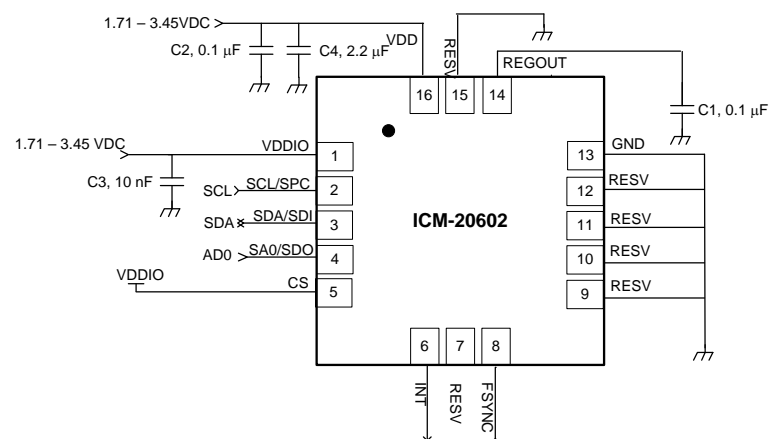 1.71 – 3.45VDC
C2, 0.1 μF
C4, 2.2 μF
VDD
RESV
REGOUT
16
15
14
C1, 0.1 μF
1.71 – 3.45 VDC
VDDIO
1
C3, 10 nF
SCL
SCL/SPC
2
SDA
SDA/SDI
3
AD0
SA0/SDO
4
VDDIO
CS
5
ICM-20602
13
GND
12
RESV
11
RESV
10
RESV
9
RESV
6
7
8
INT
RESV
FSYNC